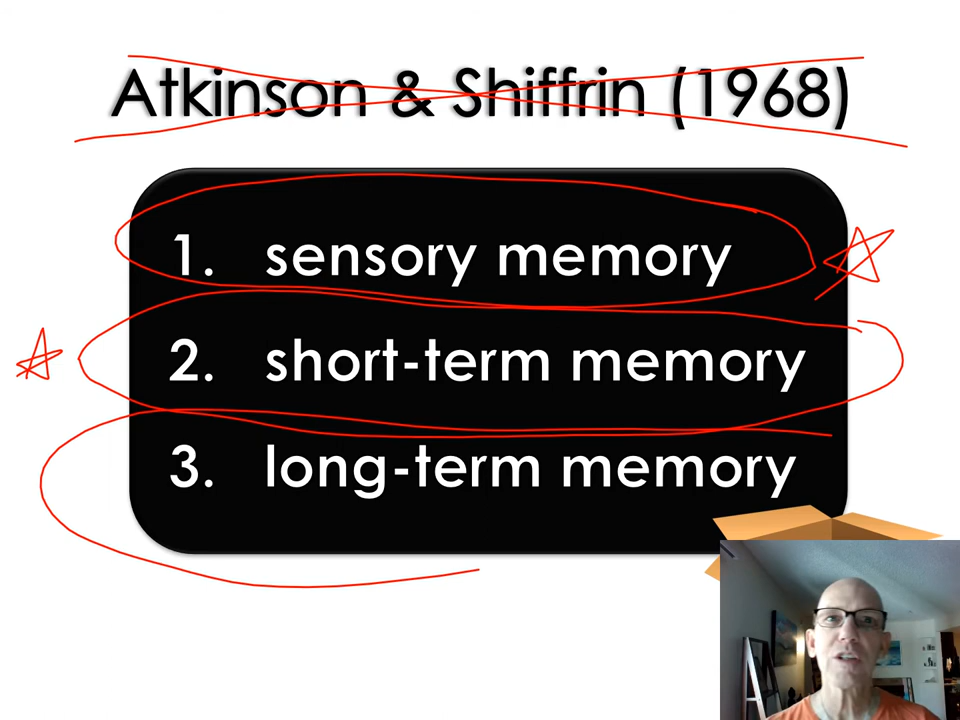 Atkinson & Shiffrin (1968)
1. sensory memory
2. short-term memory
3. long-term memory